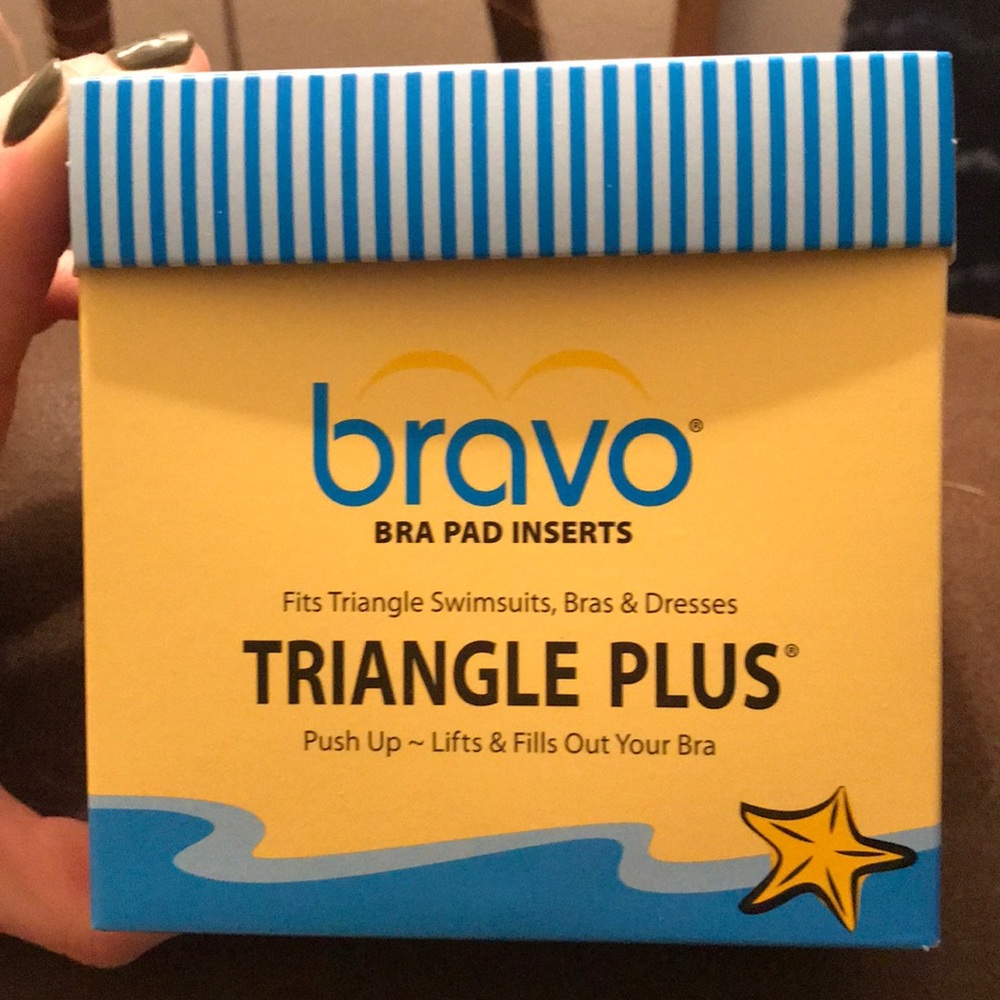 bravo®
BRA PAD INSERTS
Fits Triangle Swimsuits, Bras & Dresses
TRIANGLE PLUS®
Push Up ~ Lifts & Fills Out Your Bra